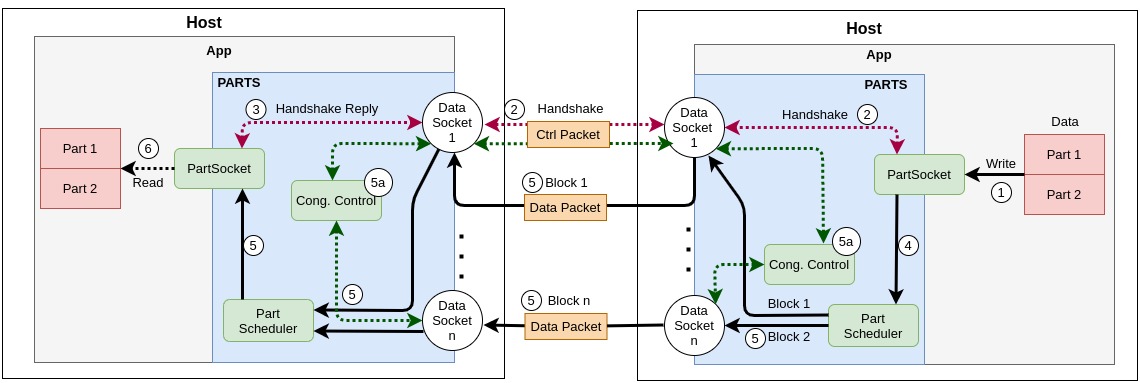 Host
App
PARTS
3 Handshake Reply
Data
Socket
1
2 Handshake
Ctrl Packet
Part 1
Part 2
6
Read
PartSocket
5a
Cong. Control
5 Block 1
Data Packet
5
5
Part
Scheduler
Data
Socket
n
5 Block n
Data Packet
Host
App
PARTS
Data
Socket
1
Handshake 2
Data
Part 1
Part 2
Write
1
PartSocket
4
5a
Cong. Control
Block 1
Part
Scheduler
5 Block 2
Data
Socket
n